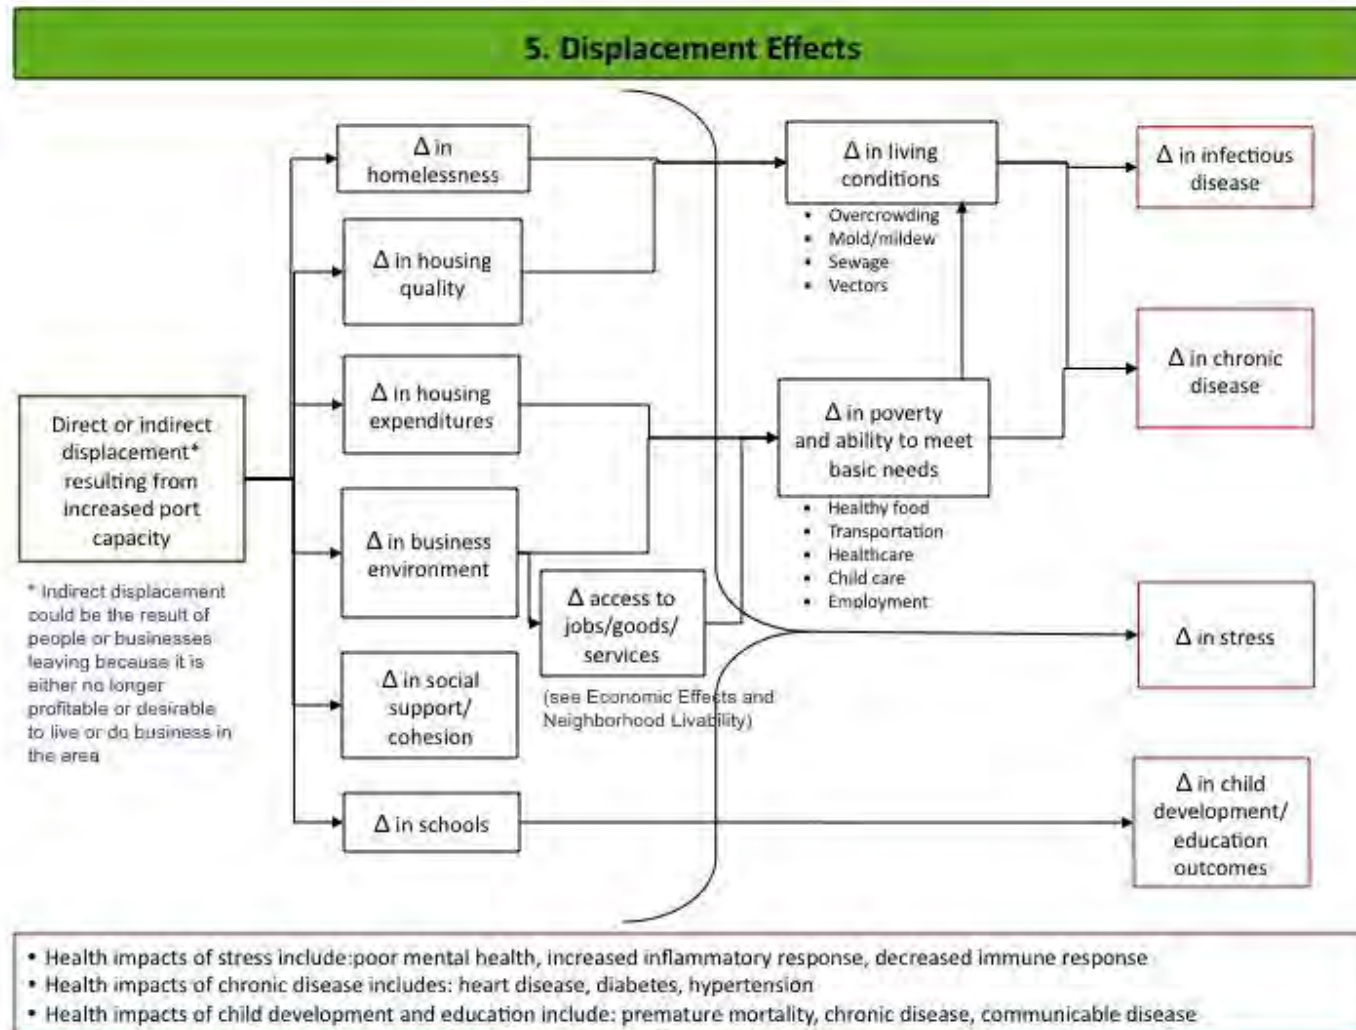 5. Displacement Effects
Δ in
homelessness
Δ in living
conditions
Δ in infectious
disease
• Overcrowding
• Mold/mildew
• Sewage
• Vectors
Δ in housing
quality
Δ in chronic
disease
Δ in housing
expenditures
Δ in poverty
and ability to meet
basic needs
Direct or indirect
displacement*
resulting from
increased port
capacity
• Healthy food
• Transportation
• Healthcare
• Child care
• Employment
Δ in business
environment
Δ access to
jobs/goods/
services
Δ in stress
* Indirect displacement
could be the result of
people or businesses
leaving because it is
either no longer
profitable or desirable
to live or do business in
the area
Δ in social
support/
cohesion
(see Economic Effects and
Neighborhood Livability)
Δ in schools
Δ in child
development/
education
outcomes
• Health impacts of stress include:poor mental health, increased inflammatory response, decreased immune response
• Health impacts of chronic disease includes: heart disease, diabetes, hypertension
• Health impacts of child development and education include: premature mortality, chronic disease, communicable disease